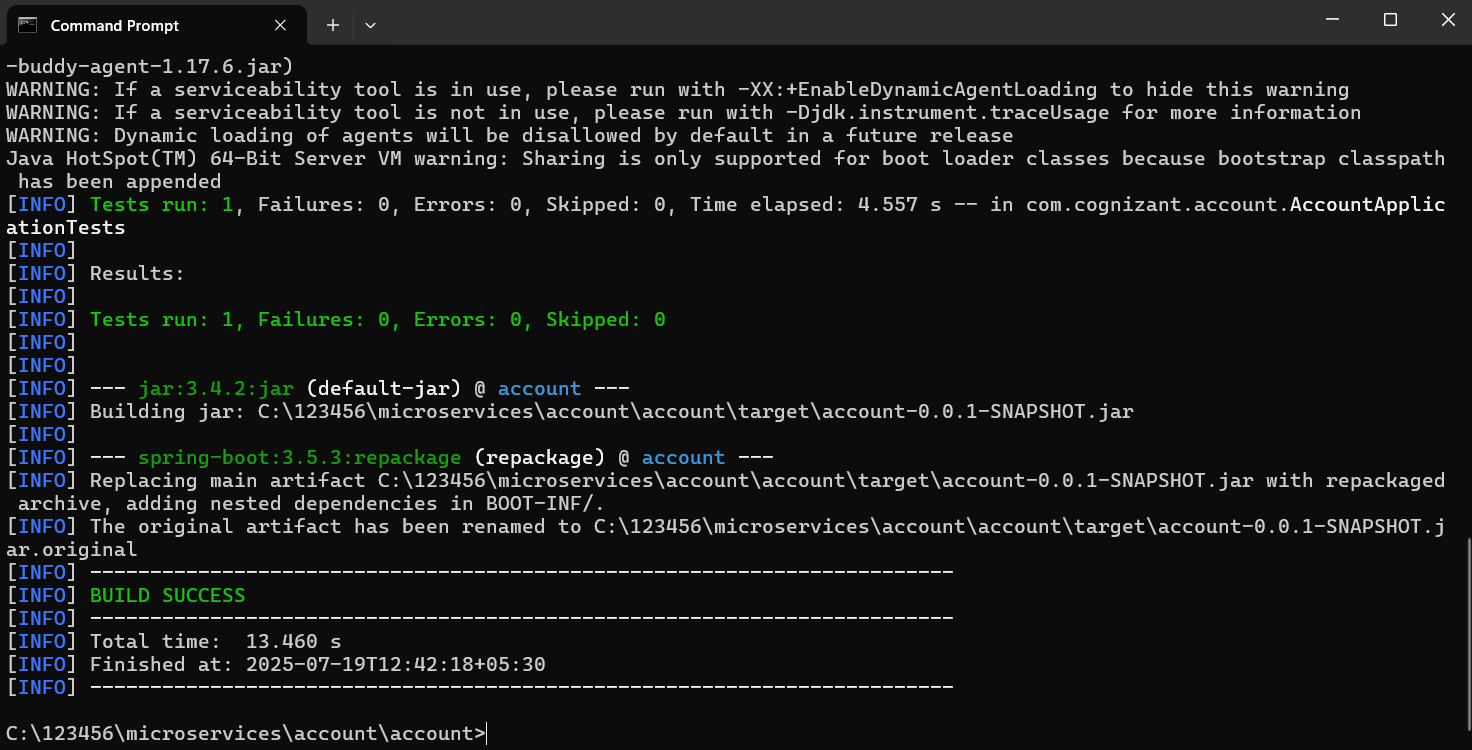 Command Prompt
-buddy-agent-1.17.6.jar)
WARNING: If a serviceability tool is in use, please run with -XX:+EnableDynamicAgentLoading to hide this warning
WARNING: If a serviceability tool is not in use, please run with -Djdk.instrument.traceUsage for more information
WARNING: Dynamic loading of agents will be disallowed by default in a future release
Java HotSpot(TM) 64-Bit Server VM warning: Sharing is only supported for boot loader classes because bootstrap classpath
 has been appended
[INFO] Tests run: 1, Failures: 0, Errors: 0, Skipped: 0, Time elapsed: 4.557 s -- in com.cognizant.account.AccountApplic
ationTests
[INFO]
[INFO] Results:
[INFO]
[INFO] Tests run: 1, Failures: 0, Errors: 0, Skipped: 0
[INFO]
[INFO]
[INFO] --- jar:3.4.2:jar (default-jar) @ account ---
[INFO] Building jar: C:\123456\microservices\account\account\target\account-0.0.1-SNAPSHOT.jar
[INFO]
[INFO] --- spring-boot:3.5.3:repackage (repackage) @ account ---
[INFO] Replacing main artifact C:\123456\microservices\account\account\target\account-0.0.1-SNAPSHOT.jar with repackaged
 archive, adding nested dependencies in BOOT-INF/.
[INFO] The original artifact has been renamed to C:\123456\microservices\account\account\target\account-0.0.1-SNAPSHOT.j
ar.original
[INFO] ------------------------------------------------------------------------
[INFO] BUILD SUCCESS
[INFO] ------------------------------------------------------------------------
[INFO] Total time:  13.460 s
[INFO] Finished at: 2025-07-19T12:42:18+05:30
[INFO] ------------------------------------------------------------------------
C:\123456\microservices\account\account>